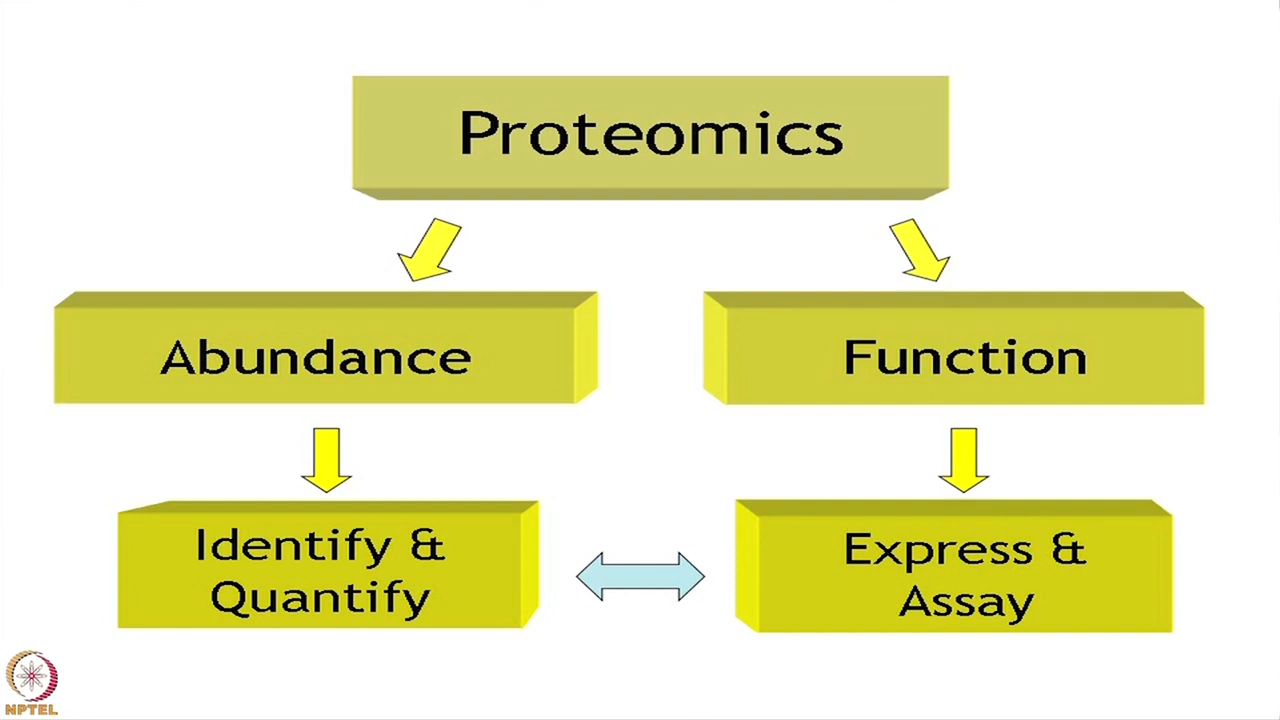 Proteomics
Abundance
Function
Identify &
Quantify
Express &
Assay
NPTEL